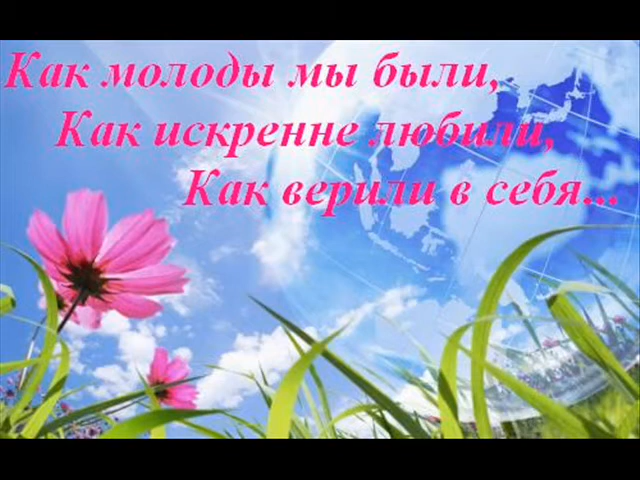 Как молоды мы были,
Как искренне любили,
Как верили в себя...